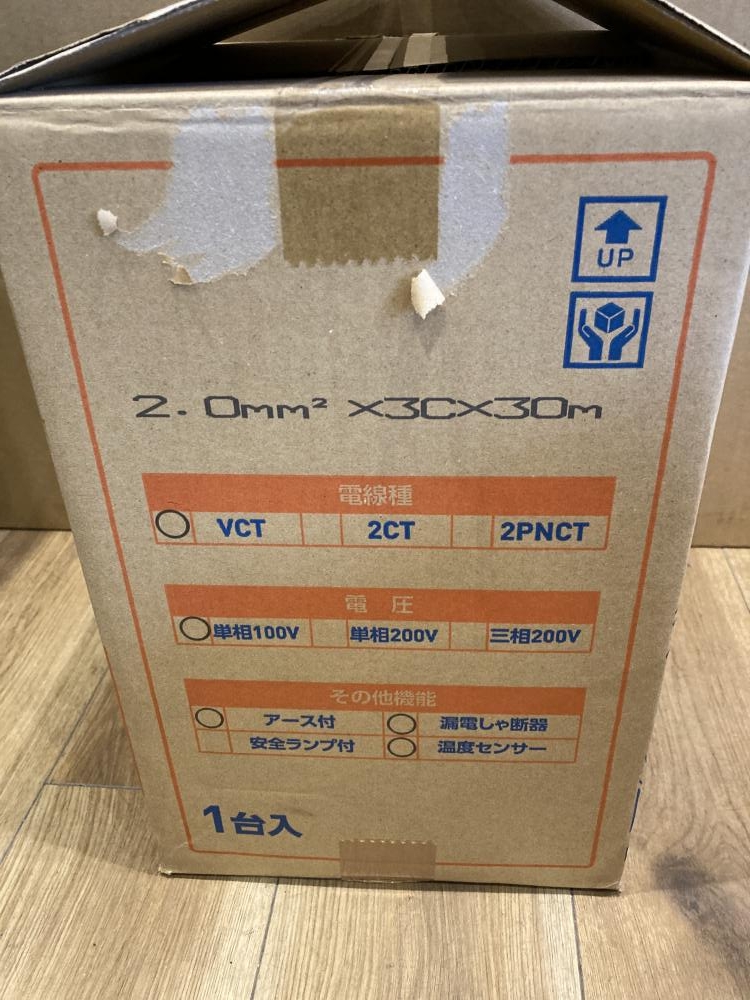 UP
2.0mm² ×3C×30m
電線種
○ VCT 2CT 2PNCT
電圧
○ 単相100V 単相200V 三相200V
その他機能
○ アース付 ○ 漏電しゃ断器
安全ランプ付 ○ 温度センサー
1台入